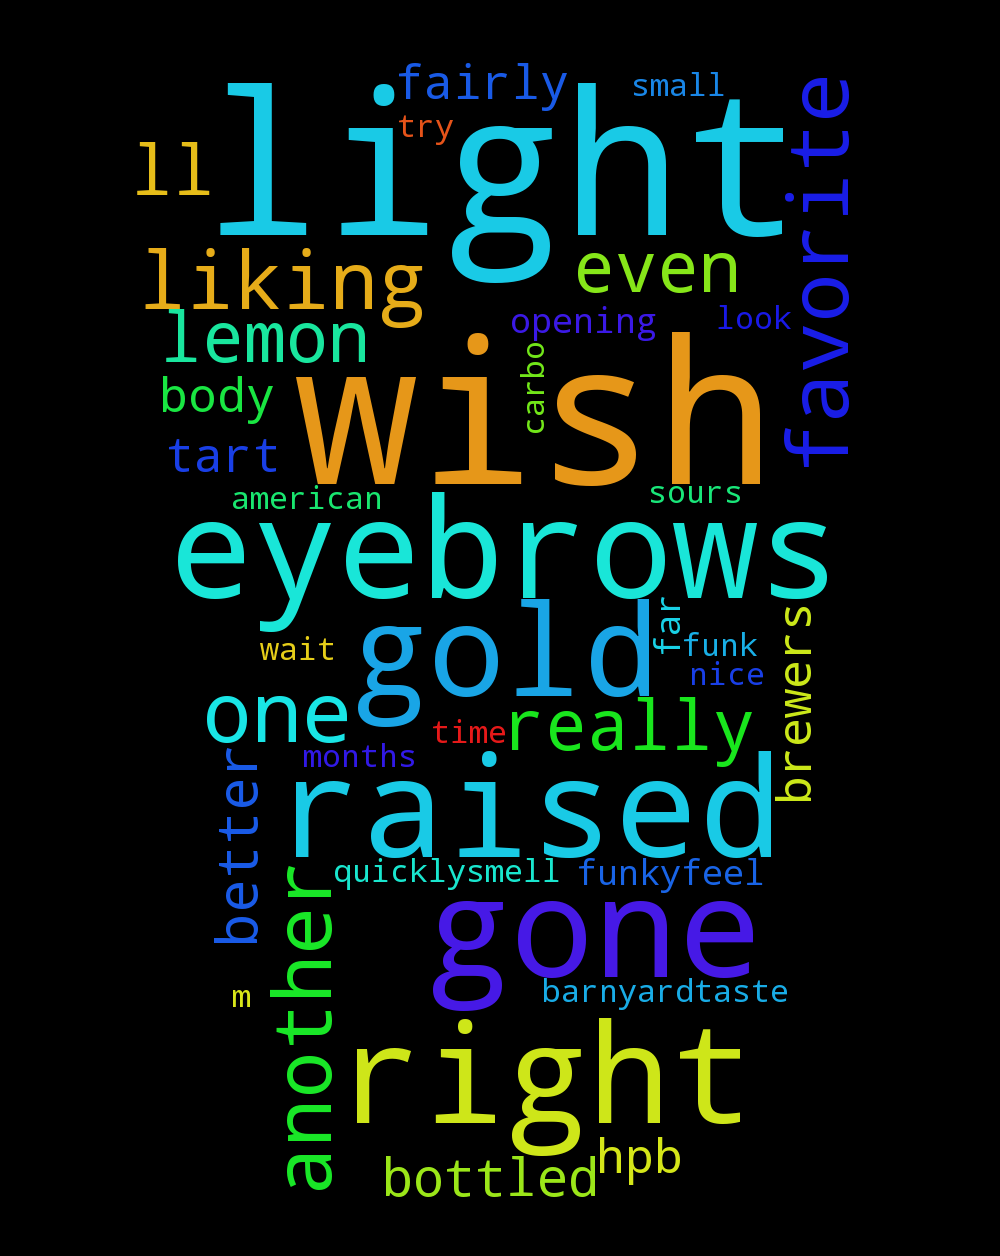 fairly
small
try
light
ll
favorite
liking
even
lemon
opening
look
wish
carbo
body
tart
american
sours
eyebrows
gold
far
brewers
wait
funk
nice
one
really
time
months
better
raised
quicklysmell
funkyfeel
another
gone
m
barnyardtaste
right
hpb
bottled